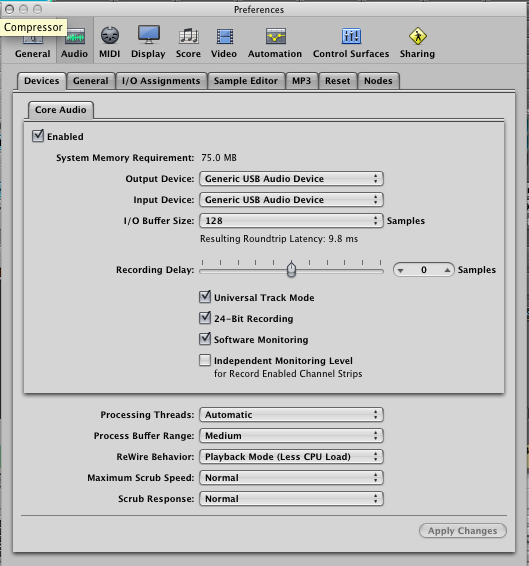 Preferences
Compressor
General Audio MIDI Display Score Video Automation Control Surfaces Sharing
Devices General I/O Assignments Sample Editor MP3 Reset Nodes
Core Audio
Enabled
System Memory Requirement: 75.0 MB
Output Device: Generic USB Audio Device
Input Device: Generic USB Audio Device
I/O Buffer Size: 128 Samples
Resulting Roundtrip Latency: 9.8 ms
Recording Delay: 0 Samples
Universal Track Mode
24-Bit Recording
Software Monitoring
Independent Monitoring Level
for Record Enabled Channel Strips
Processing Threads: Automatic
Process Buffer Range: Medium
ReWire Behavior: Playback Mode (Less CPU Load)
Maximum Scrub Speed: Normal
Scrub Response: Normal
Apply Changes